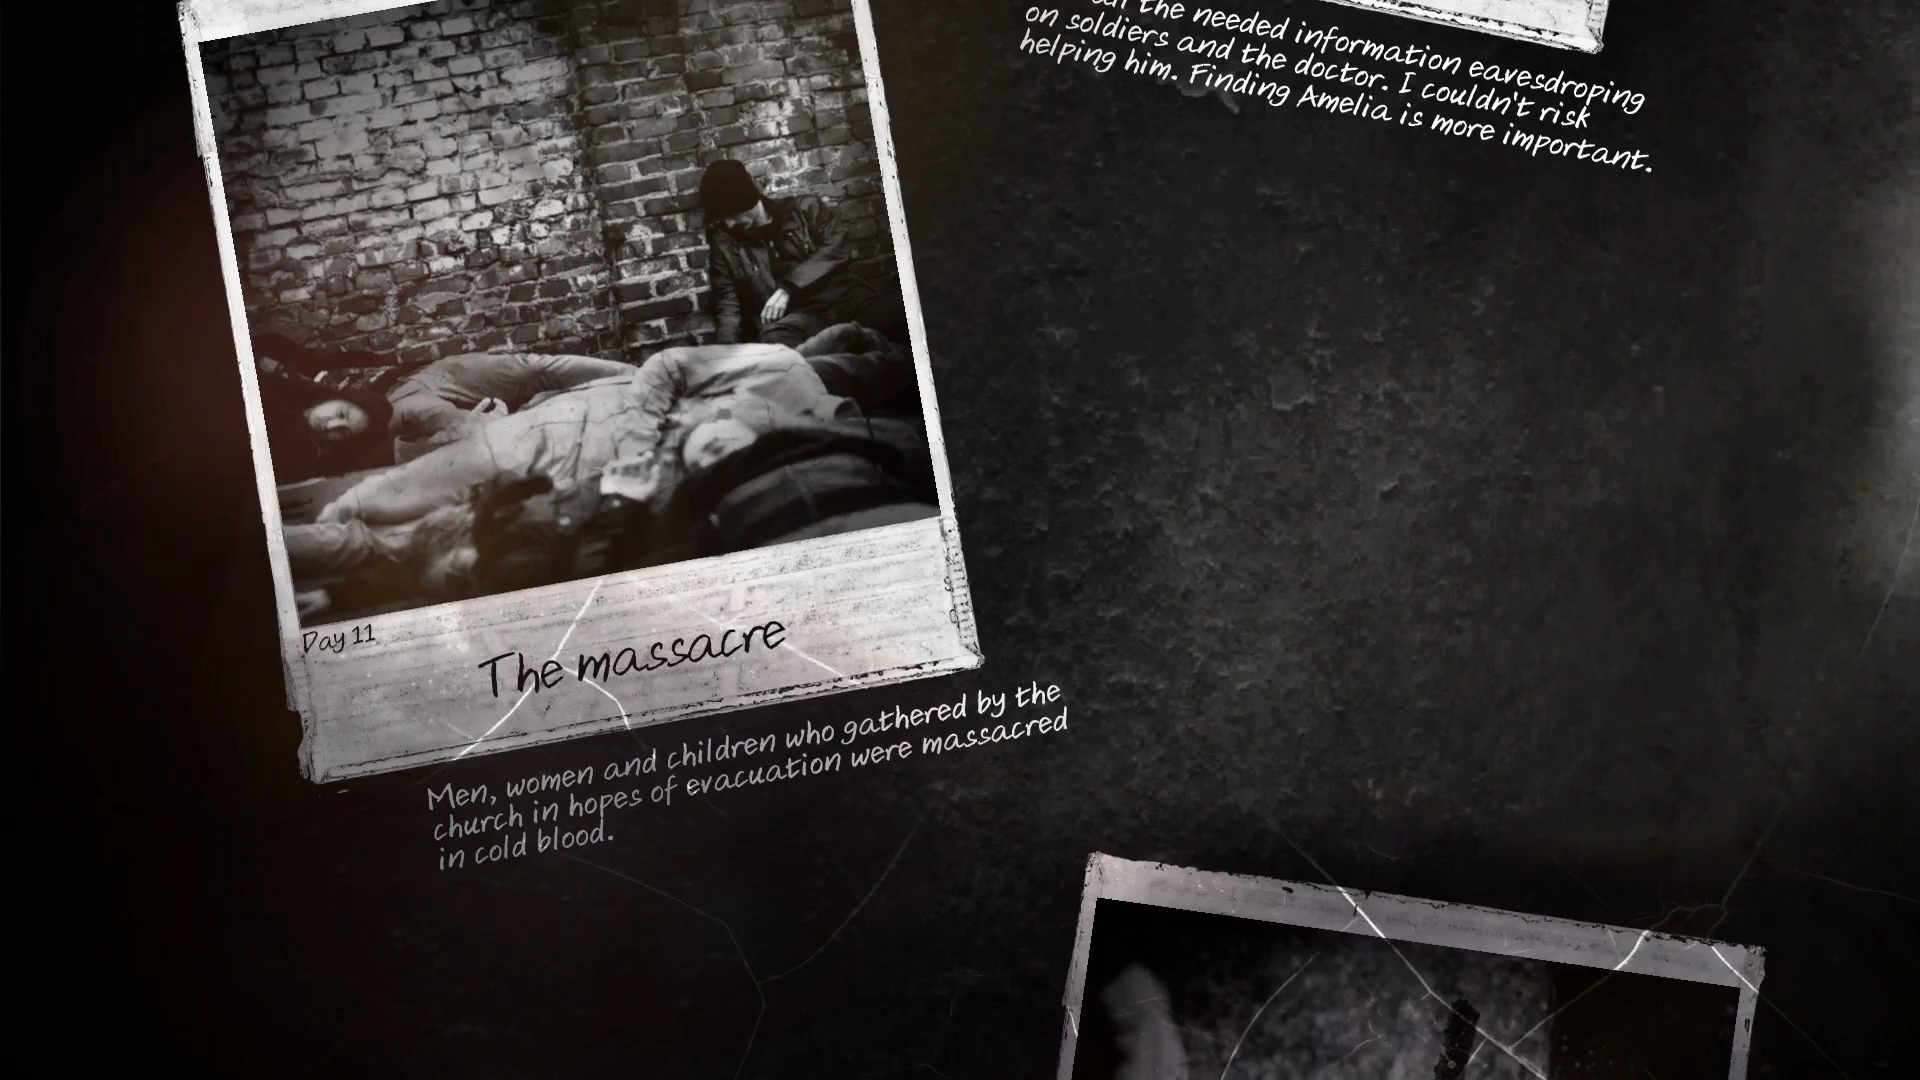 the needed information eavesdroping
on soldiers and the doctor. I couldn't risk
helping him. Finding Amelia is more important.
Day 11
The massacre
Men, women and children who gathered by the
church in hopes of evacuation were massacred
in cold blood.